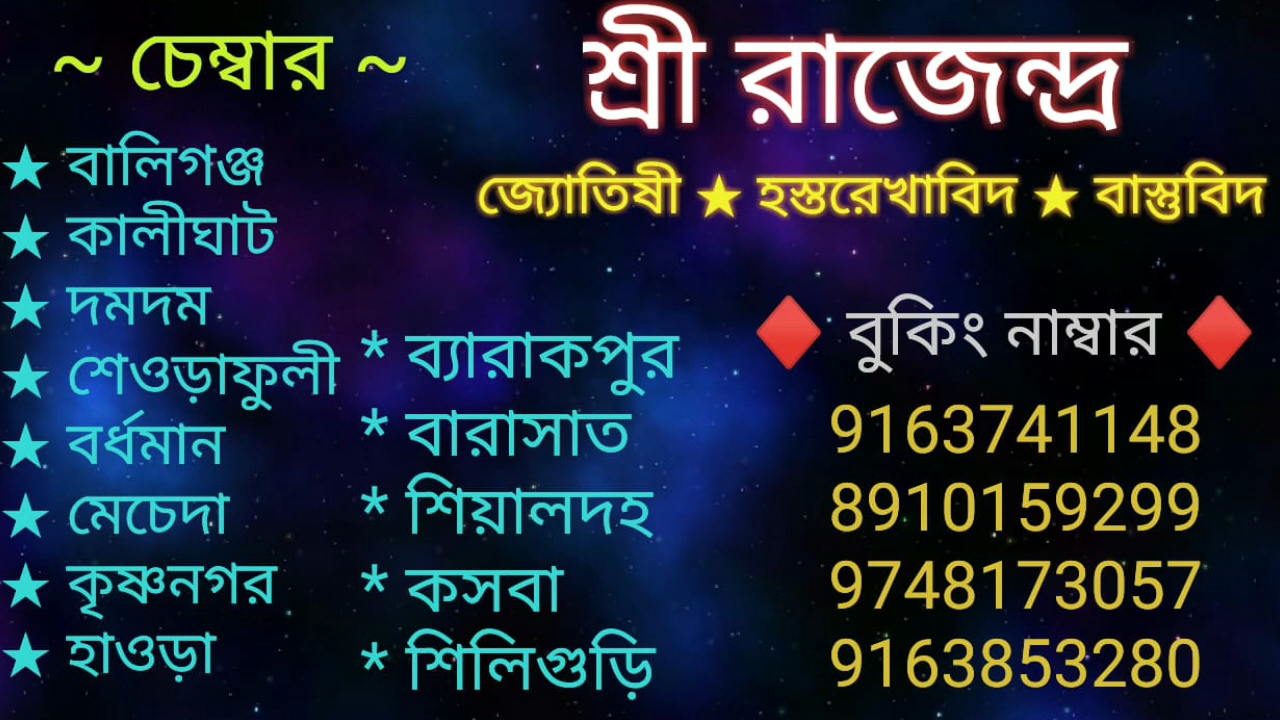 ~ চেম্বার ~
★ বালিগঞ্জ
★ কালীঘাট
★ দমদম
★ শেওড়াফুলী
★ বর্ধমান
★ মেচেদা
★ কৃষ্ণনগর
★ হাওড়া
* ব্যারাকপুর
* বারাসাত
* শিয়ালদহ
* কসবা
* শিলিগুড়ি
শ্রী রাজেন্দ্র
জ্যোতিষী ★ হস্তরেখাবিদ ★ বাস্তুবিদ
♦ বুকিং নাম্বার ♦
9163741148
8910159299
9748173057
9163853280